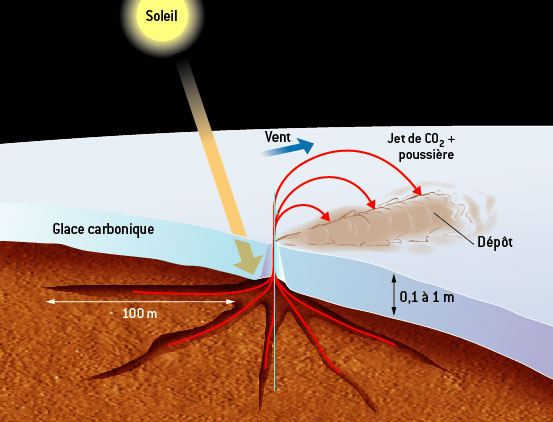 Soleil
Vent
Jet de CO₂ +
poussière
Glace carbonique
Dépôt
0,1 à 1 m
100 m